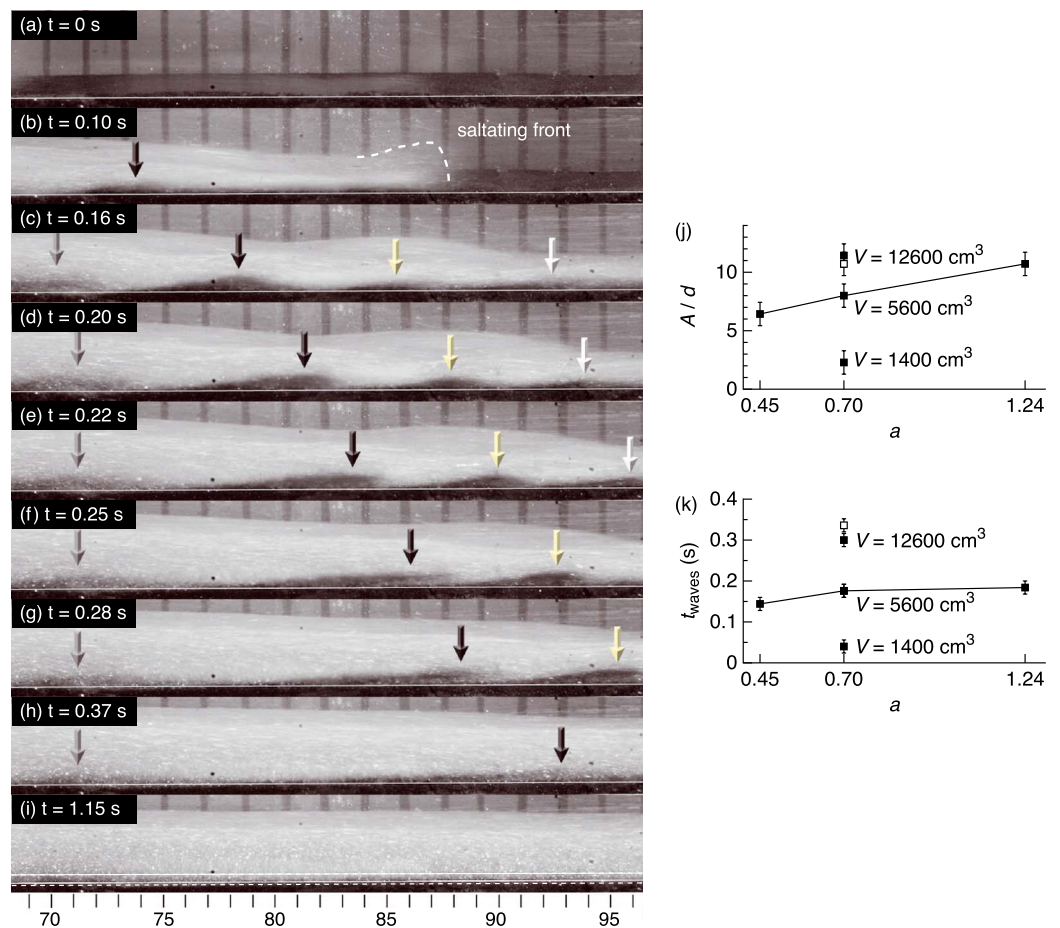 (a) t = 0 s
(b) t = 0.10 s
saltating front
(c) t = 0.16 s
(d) t = 0.20 s
(e) t = 0.22 s
(f) t = 0.25 s
(g) t = 0.28 s
(h) t = 0.37 s
(i) t = 1.15 s
70 75 80 85 90 95
(j)
A / d
10
5
0
V = 12600 cm³
V = 5600 cm³
V = 1400 cm³
0.45 0.70 1.24
a
(k)
t_waves (s)
0.4
0.3
0.2
0.1
0
V = 12600 cm³
V = 5600 cm³
V = 1400 cm³
0.45 0.70 1.24
a